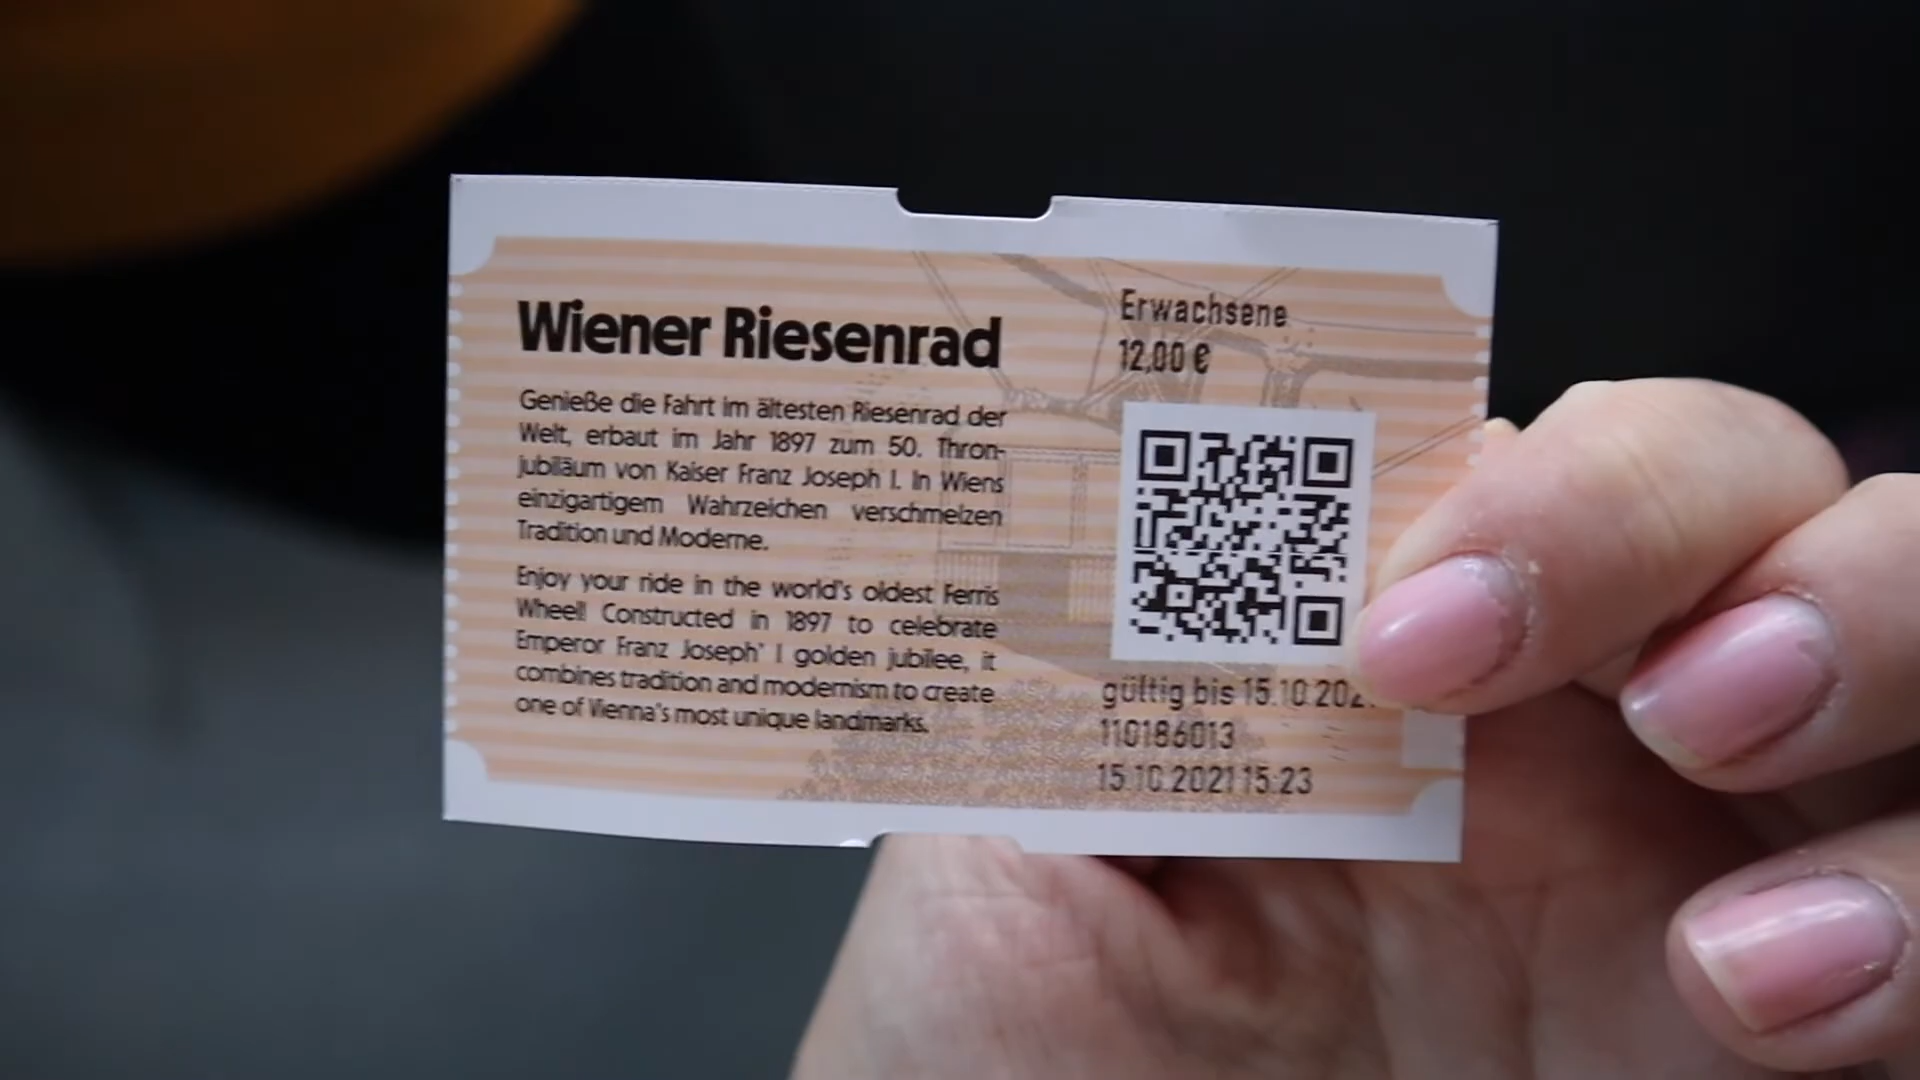 Wiener Riesenrad
Genieße die Fahrt im ältesten Riesenrad der
Welt, erbaut im Jahr 1897 zum 50. Thron-
jubiläum von Kaiser Franz Joseph I. In Wiens
einzigartigem Wahrzeichen verschmelzen
Tradition und Moderne.
Enjoy your ride in the world's oldest Ferris
Wheel! Constructed in 1897 to celebrate
Emperor Franz Joseph' I golden jubilee, it
combines tradition and modernism to create
one of Vienna's most unique landmarks.
Erwachsene
12,00 €
gültig bis 15.10.202
110186013
15.10.2021 15:23